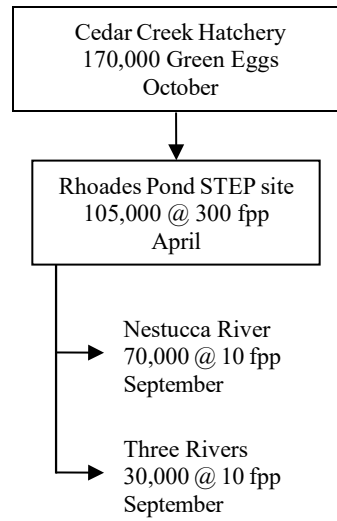 Cedar Creek Hatchery
170,000 Green Eggs
October
Rhoades Pond STEP site
105,000 @ 300 fpp
April
Nestucca River
70,000 @ 10 fpp
September
Three Rivers
30,000 @ 10 fpp
September